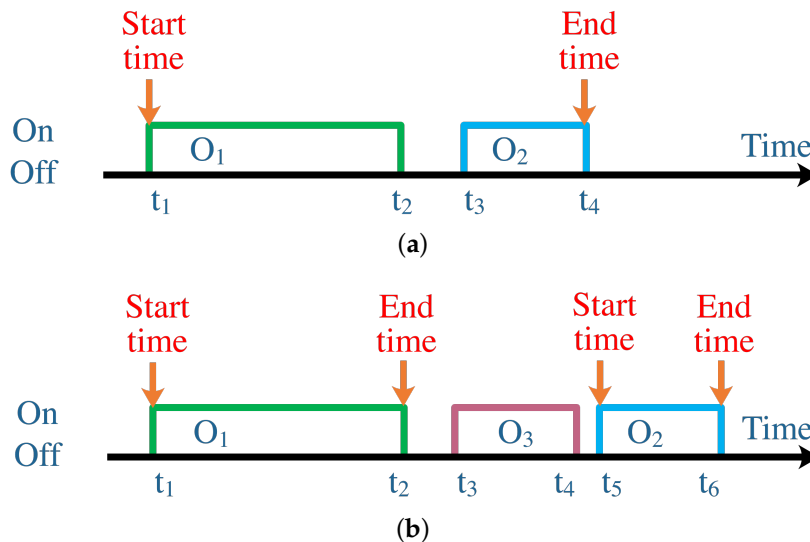 Start time End time
On
Off
O₁ O₂ Time
t₁ t₂ t₃ t₄
(a)
Start time End time Start time End time
On
Off
O₁ O₃ O₂ Time
t₁ t₂ t₃ t₄ t₅ t₆
(b)